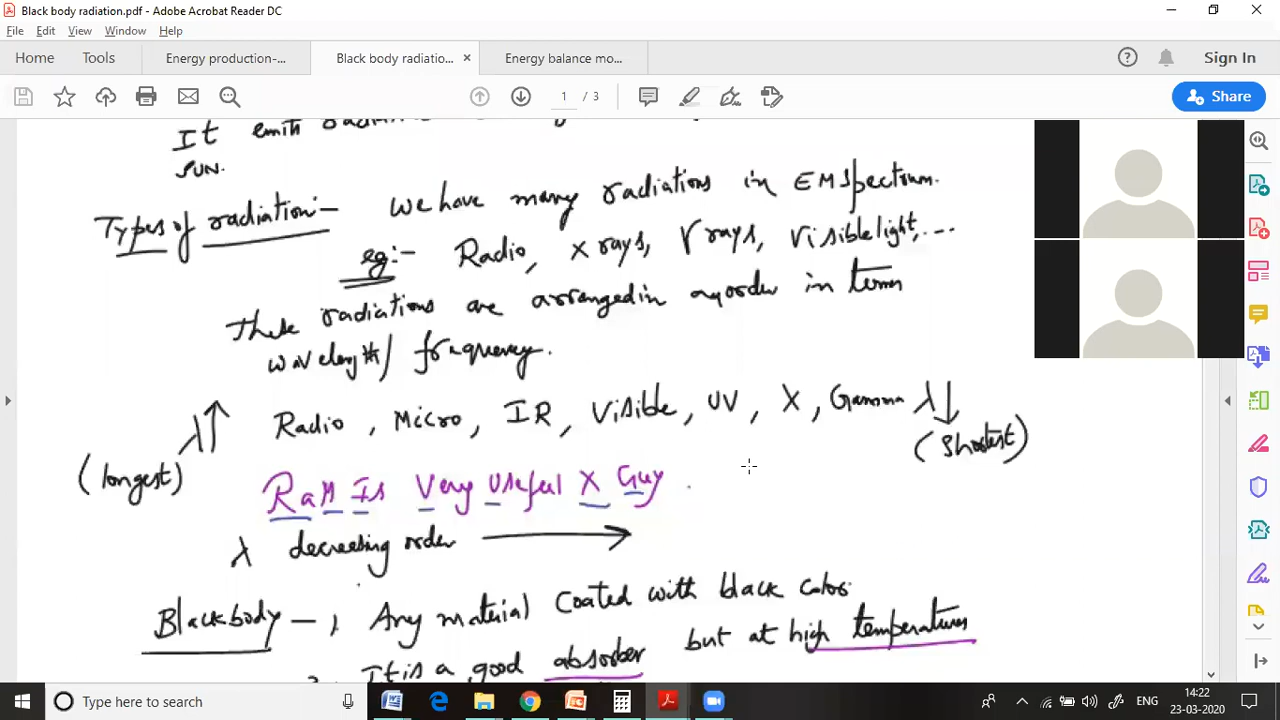 Black body radiation.pdf - Adobe Acrobat Reader DC
File Edit View Window Help
Home Tools Energy production-... Black body radiatio... × Energy balance mo... Sign In
1 / 3 Share
It emits
SUN.
Types of radiation:- We have many radiations in EM Spectrum.
eg:- Radio, X rays, γ rays, Visible light, ...
These radiations are arranged in an order in terms
wavelength/ frequency.
λ↑ Radio, Micro, IR, Visible, UV, X, Gamma λ↓
(longest) (Shortest)
RaM Is Very Useful X Guy.
λ decreesing order →
Blackbody - 1, Any material Coated with black color
2. It is a good absorber but at high temperatures
Type here to search
ENG
14:22
23-03-2020